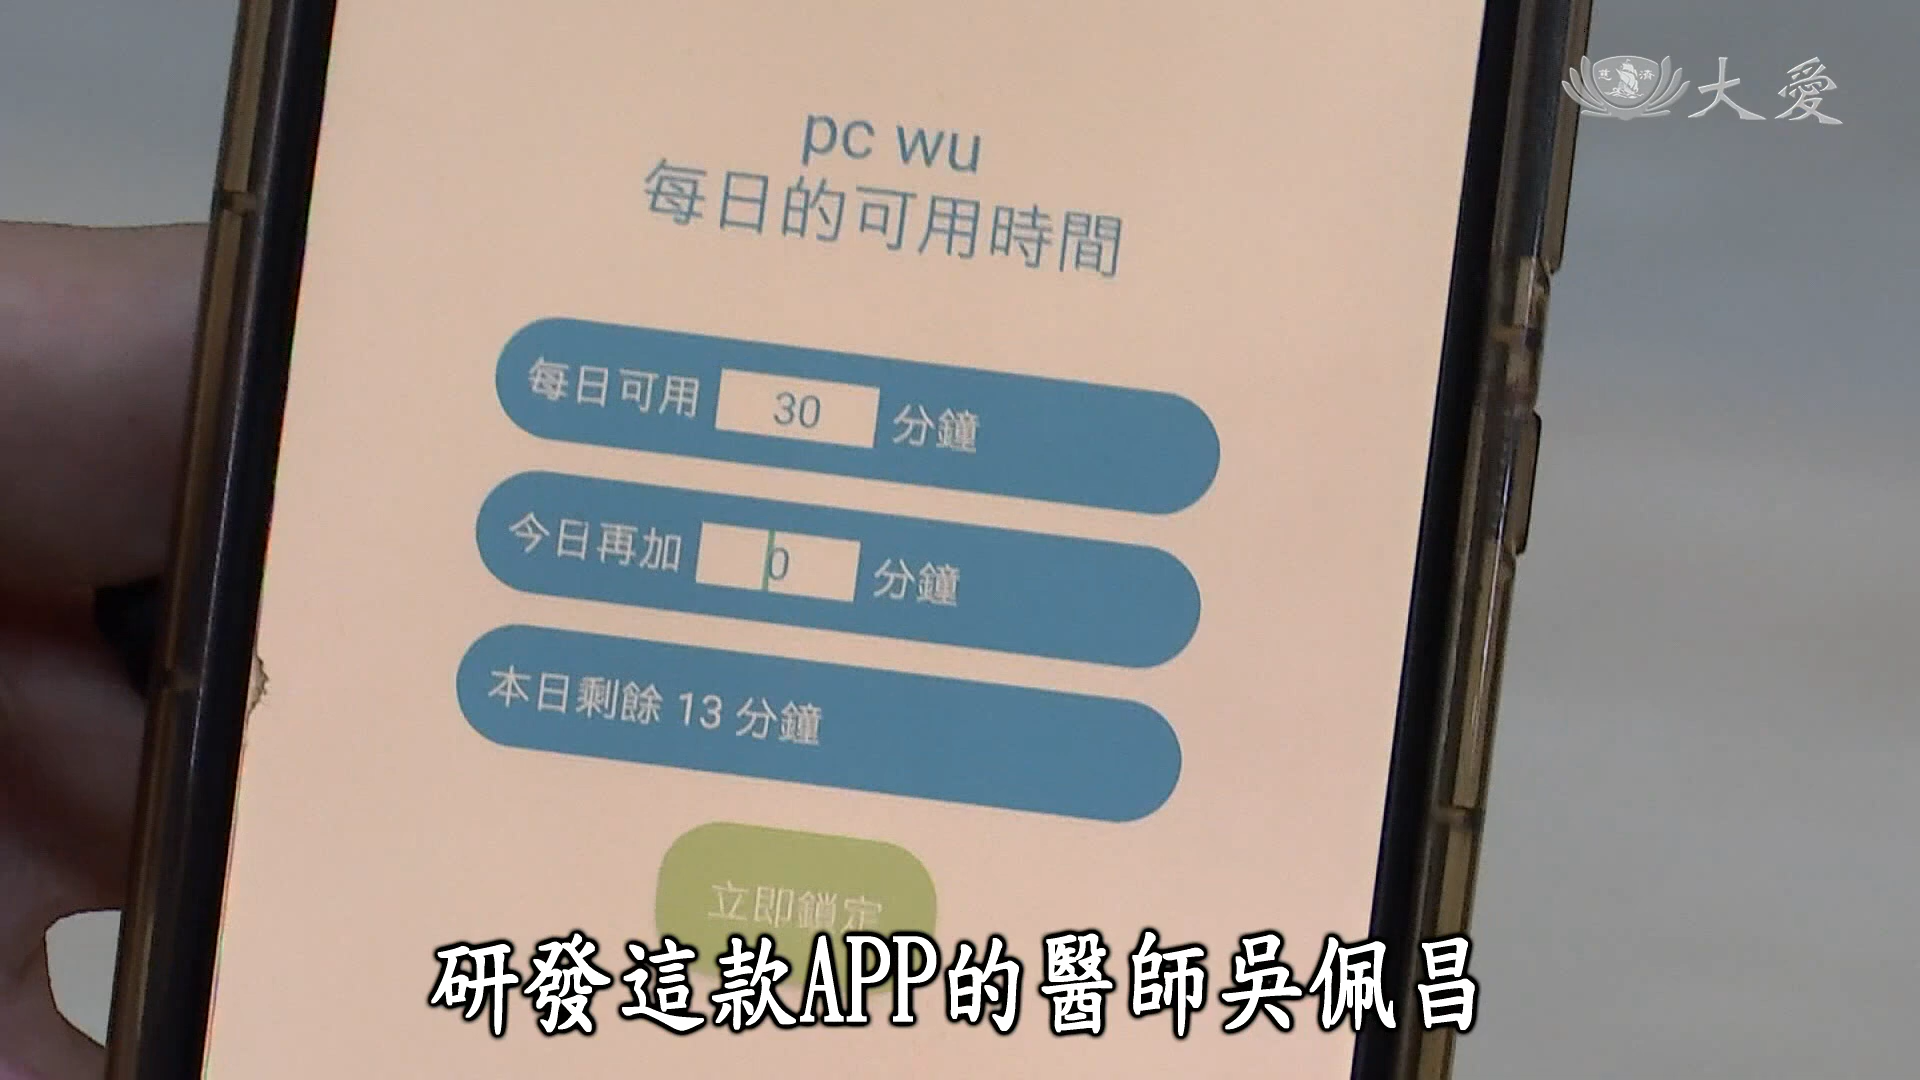 慈濟
大愛
pc wu
每日的可用時間
每日可用 30 分鐘
今日再加 0 分鐘
本日剩餘 13 分鐘
立即鎖定
研發這款APP的醫師吳佩昌